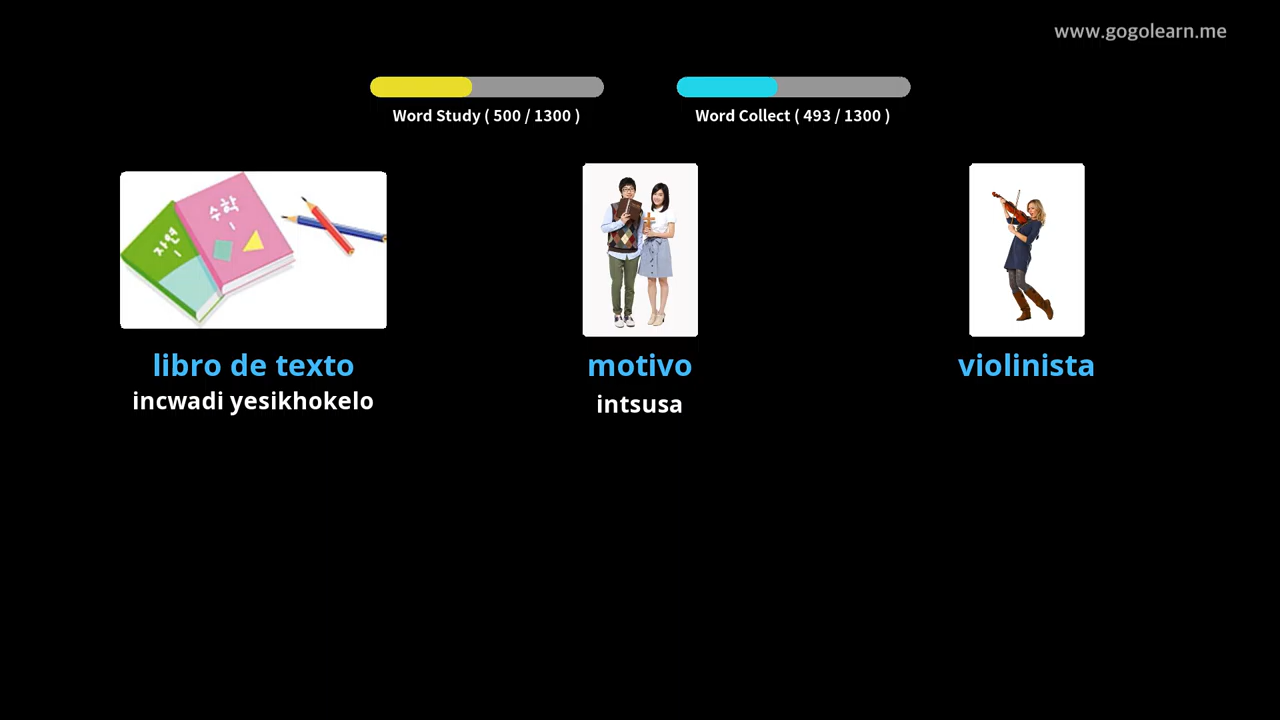 www.gogolearn.me
Word Study ( 500 / 1300 )
Word Collect ( 493 / 1300 )
자연
수학
libro de texto
incwadi yesikhokelo
motivo
intsusa
violinista